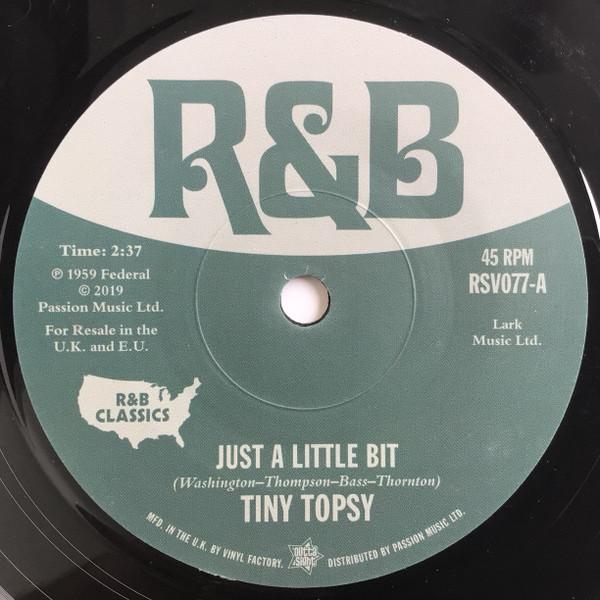 R&B
Time: 2:37
℗ 1959 Federal
© 2019
Passion Music Ltd.
For Resale in the
U.K. and E.U.
45 RPM
RSV077-A
Lark
Music Ltd.
R&B
CLASSICS
JUST A LITTLE BIT
(Washington–Thompson–Bass–Thornton)
TINY TOPSY
MFD. IN THE U.K. BY VINYL FACTORY.
outta
sight
DISTRIBUTED BY PASSION MUSIC LTD.